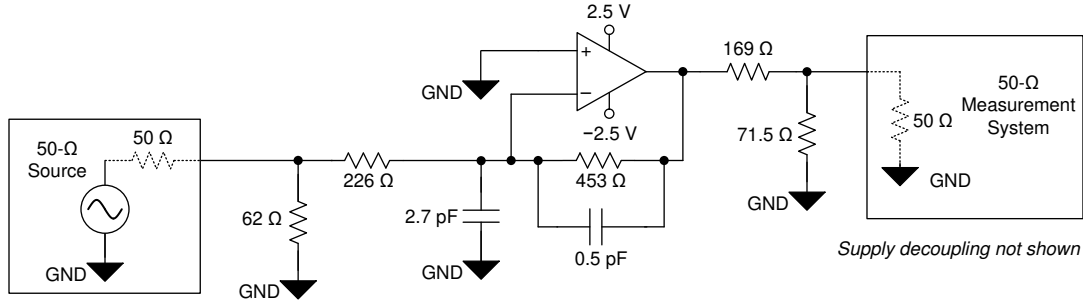 2.5 V
+
−
GND
−2.5 V
169 Ω
71.5 Ω
GND
50-Ω
Measurement
System
50 Ω
GND
Supply decoupling not shown
50-Ω
Source
50 Ω
GND
62 Ω
GND
226 Ω
2.7 pF
GND
453 Ω
0.5 pF